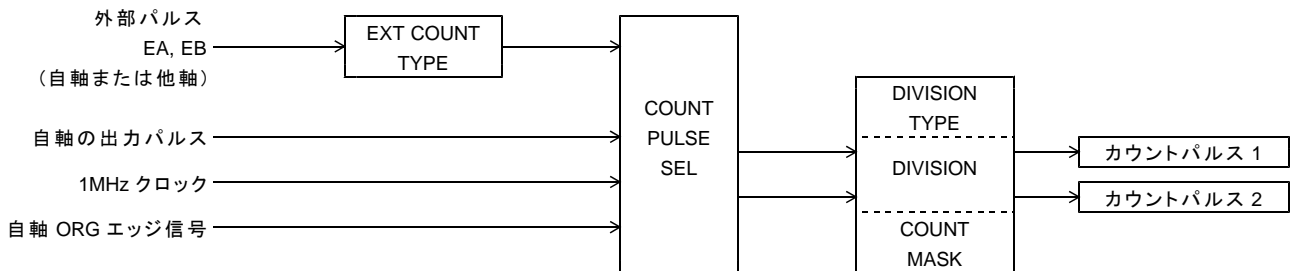 外部パルス
EA, EB
（自軸または他軸）
EXT COUNT
TYPE
自軸の出力パルス
1MHz クロック
自軸 ORG エッジ信号
COUNT
PULSE
SEL
DIVISION
TYPE
DIVISION
COUNT
MASK
カウントパルス 1
カウントパルス 2